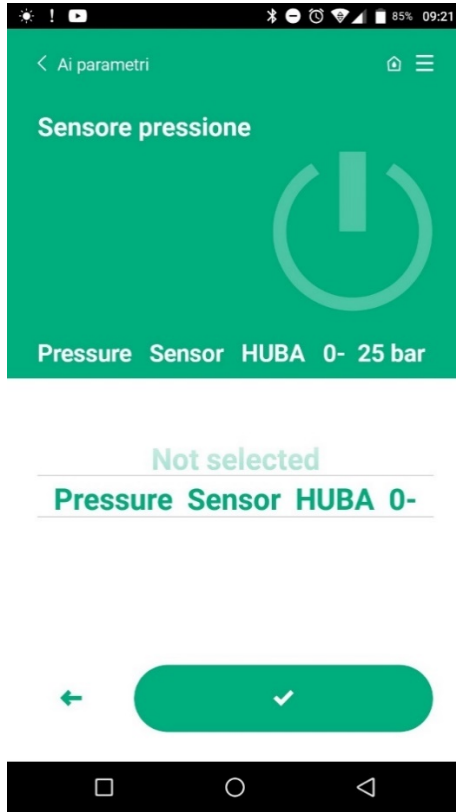 85% 09:21
Ai parametri
Sensore pressione
Pressure Sensor HUBA 0- 25 bar
Not selected
Pressure Sensor HUBA 0-